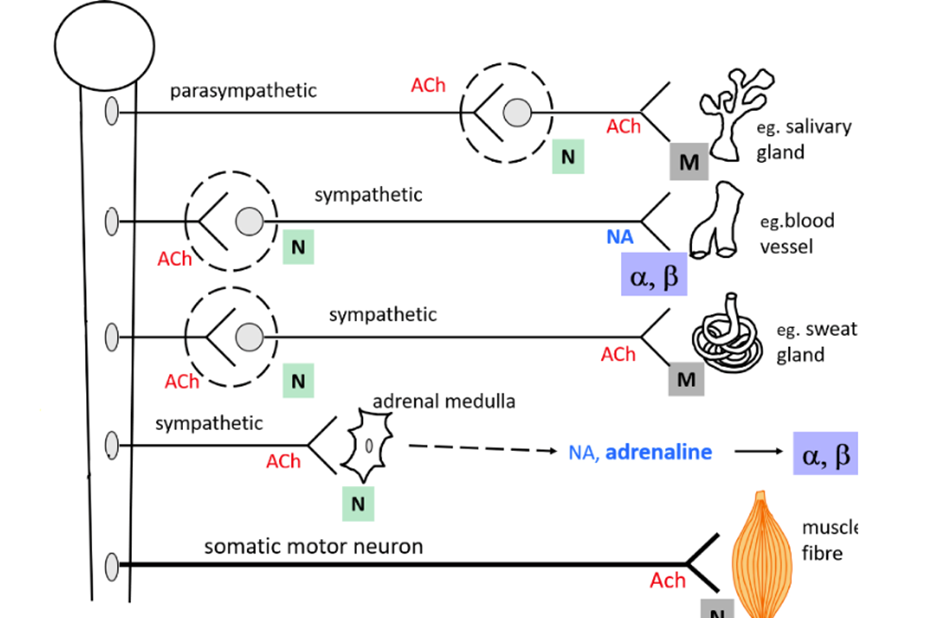 parasympathetic
ACh
ACh
N
M
eg. salivary
gland
sympathetic
ACh
N
NA
α, β
eg.blood
vessel
sympathetic
ACh
N
ACh
M
eg. sweat
gland
sympathetic
adrenal medulla
ACh
N
NA, adrenaline
α, β
somatic motor neuron
Ach
muscle
fibre
N